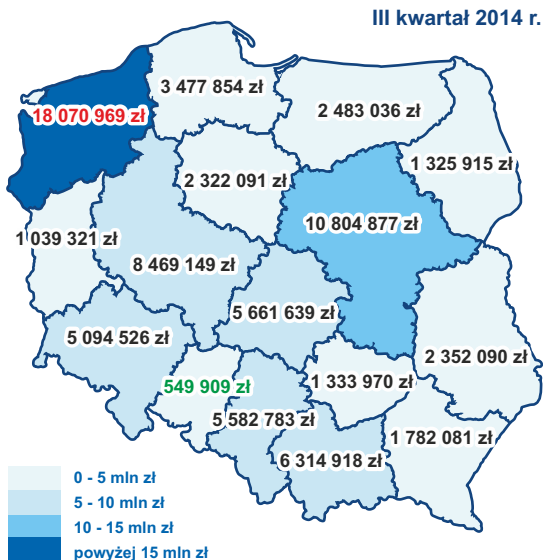 III kwartał 2014 r.
3 477 854 zł
18 070 969 zł
2 483 036 zł
1 325 915 zł
2 322 091 zł
10 804 877 zł
1 039 321 zł
8 469 149 zł
5 661 639 zł
5 094 526 zł
2 352 090 zł
549 909 zł
1 333 970 zł
5 582 783 zł
1 782 081 zł
6 314 918 zł
0 - 5 mln zł
5 - 10 mln zł
10 - 15 mln zł
powyżej 15 mln zł